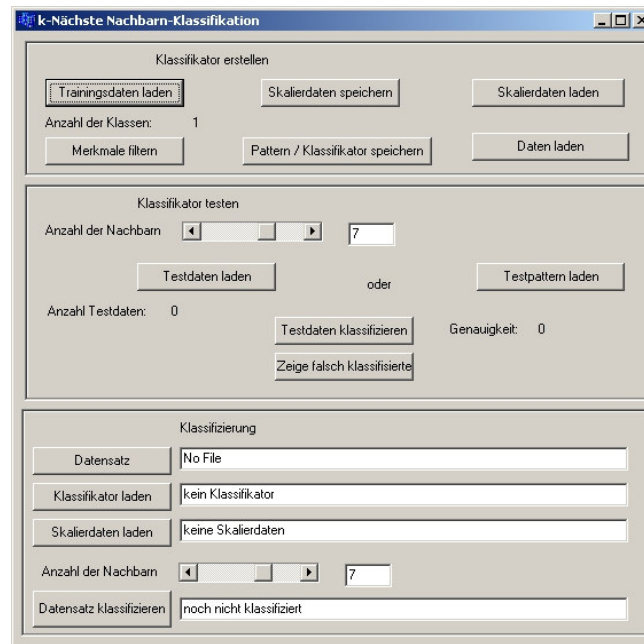 k-Nächste Nachbarn-Klassifikation
Klassifikator erstellen
Trainingsdaten laden
Skalierdaten speichern
Skalierdaten laden
Anzahl der Klassen: 1
Merkmale filtern
Pattern / Klassifikator speichern
Daten laden
Klassifikator testen
Anzahl der Nachbarn 7
Testdaten laden
oder
Testpattern laden
Anzahl Testdaten: 0
Testdaten klassifizieren
Genauigkeit: 0
Zeige falsch klassifisierte
Klassifizierung
Datensatz No File
Klassifikator laden kein Klassifikator
Skalierdaten laden keine Skalierdaten
Anzahl der Nachbarn 7
Datensatz klassifizieren noch nicht klassifiziert